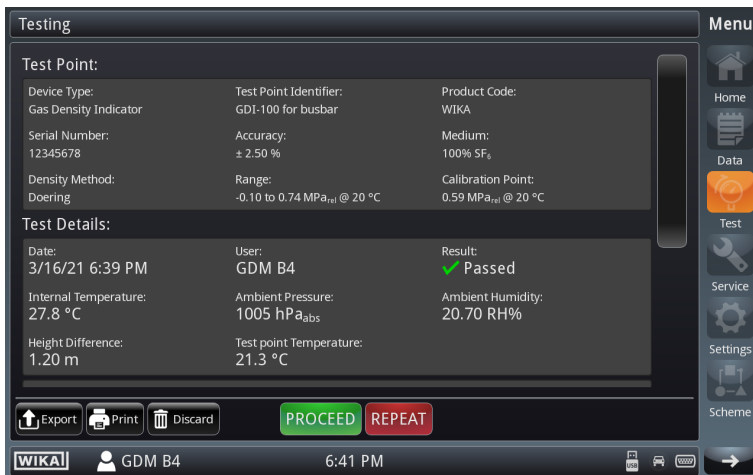 Testing
Menu
Test Point:
Device Type:
Test Point Identifier:
Product Code:
Gas Density Indicator
GDI-100 for busbar
WIKA
Home
Serial Number:
Accuracy:
Medium:
12345678
± 2.50 %
100% SF₆
Data
Density Method:
Range:
Calibration Point:
Doering
-0.10 to 0.74 MPaᵣₑₗ @ 20 °C
0.59 MPaᵣₑₗ @ 20 °C
Test
Test Details:
Date:
User:
Result:
3/16/21 6:39 PM
GDM B4
Passed
Service
Internal Temperature:
Ambient Pressure:
Ambient Humidity:
27.8 °C
1005 hPaabs
20.70 RH%
Height Difference:
Test point Temperature:
1.20 m
21.3 °C
Settings
Export
Print
Discard
PROCEED
REPEAT
Scheme
WIKAI
GDM B4
6:41 PM
USB